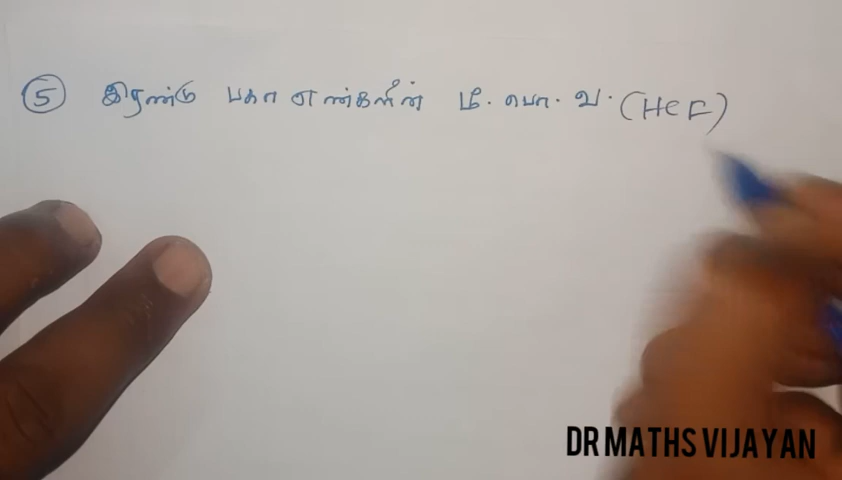 5 இரண்டு பகா எண்களின் மீ. பொ. வ. (HCF)
DR MATHS VIJAYAN